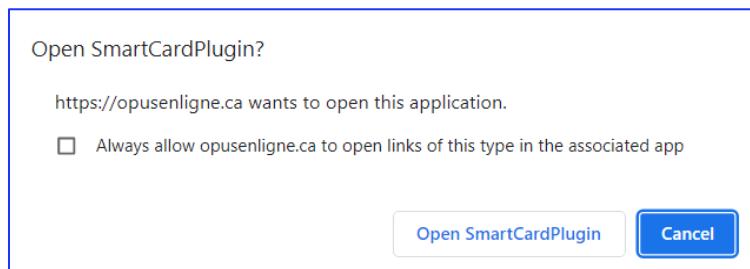 Open SmartCardPlugin?
https://opusenligne.ca wants to open this application.
Always allow opusenligne.ca to open links of this type in the associated app
Open SmartCardPlugin
Cancel